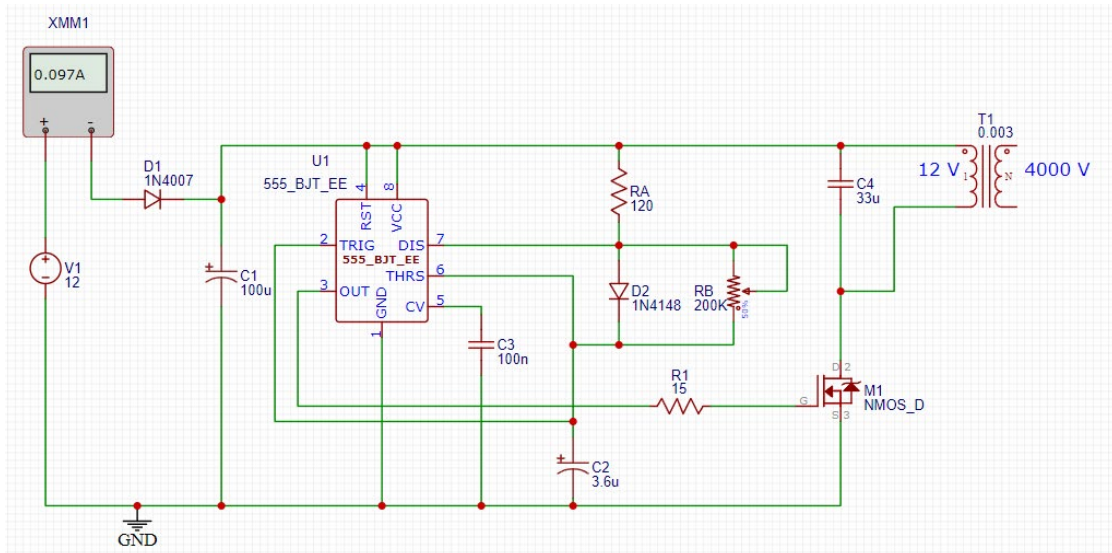 XMM1
0.097A
+ -
D1
1N4007
V1
12
C1
100u
GND
U1
555_BJT_EE
4 8
RST VCC
2 TRIG DIS 7
555_BJT_EE
THRS 6
3 OUT
GND CV 5
1
C3
100n
RA
120
D2
1N4148
RB
200K
50%
R1
15
C2
3.6u
C4
33u
T1
0.003
12 V 1 N 4000 V
D 2
G
S 3
M1
NMOS_D